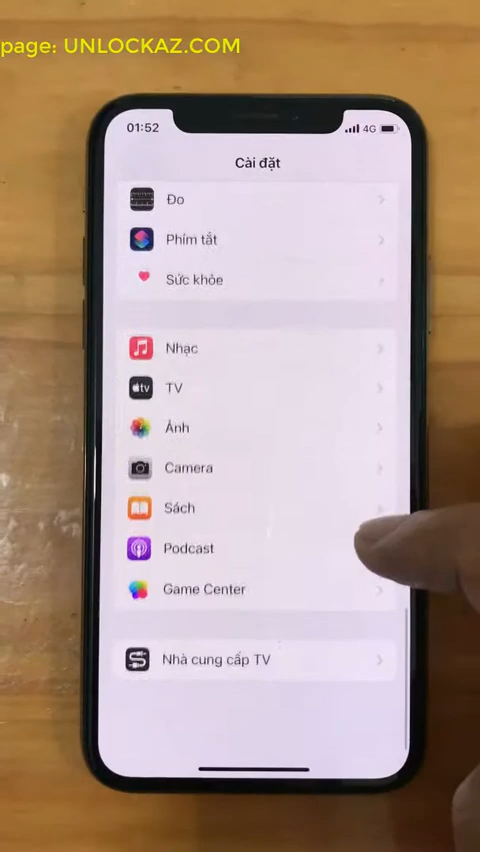 page: UNLOCKAZ.COM
01:52
4G
Cài đặt
Đo
Phím tắt
Sức khỏe
Nhạc
tv
TV
Ảnh
Camera
Sách
Podcast
Game Center
Nhà cung cấp TV